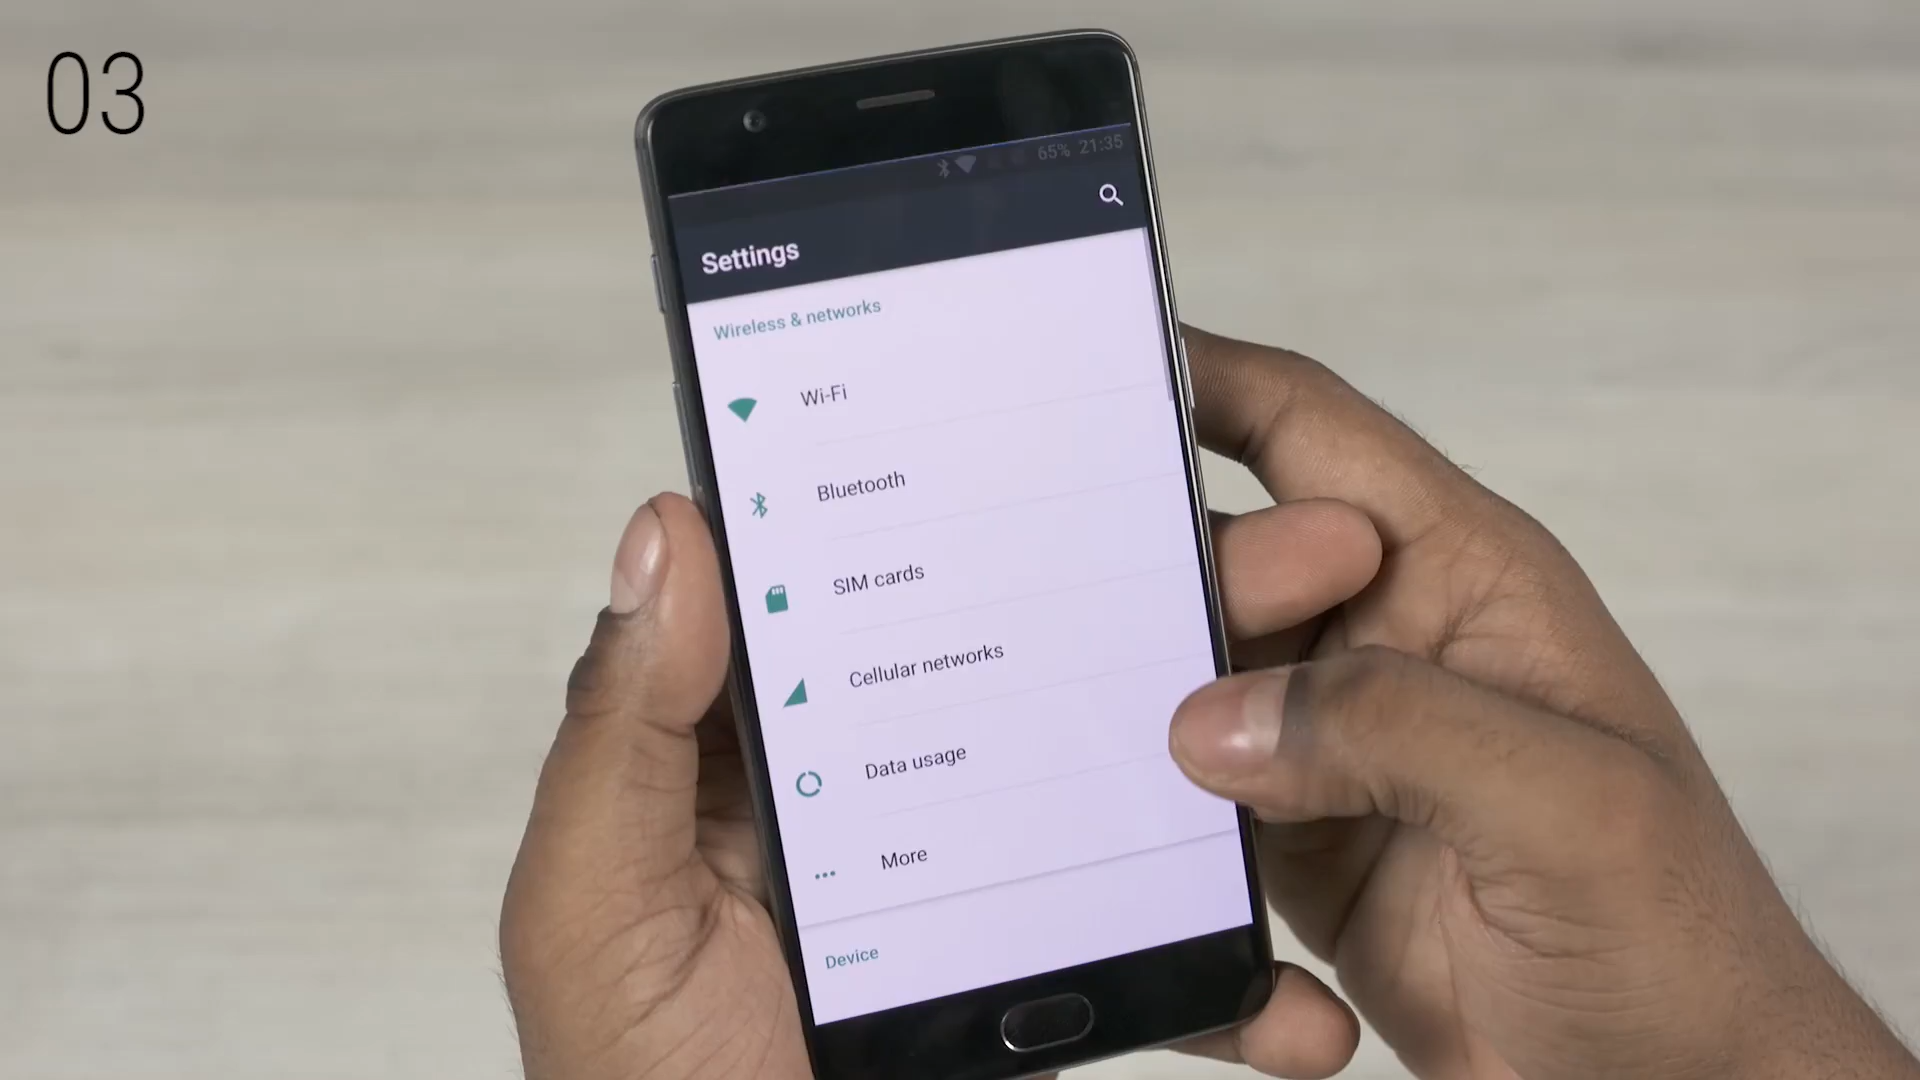 03
65% 21:35
Settings
Wireless & networks
Wi-Fi
Bluetooth
SIM cards
Cellular networks
Data usage
More
Device